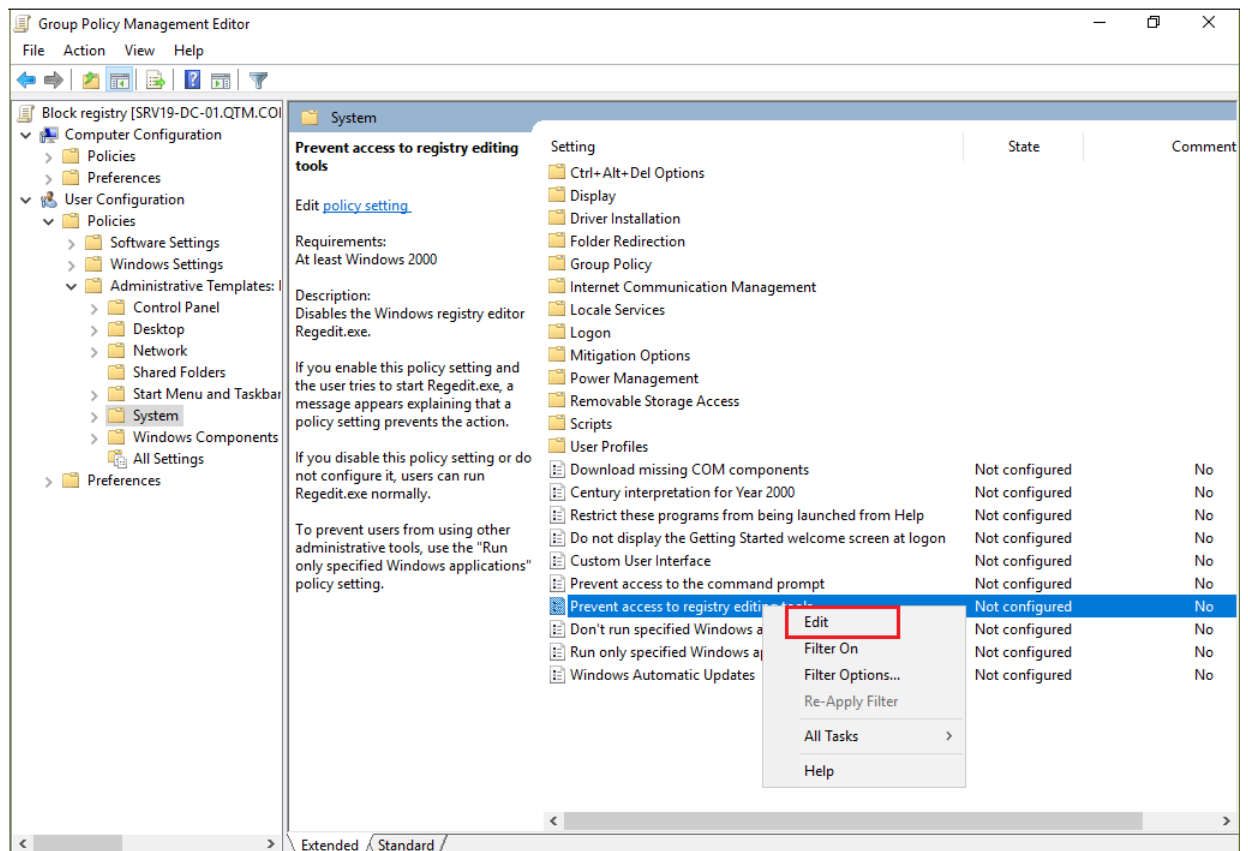 Group Policy Management Editor
File Action View Help
Block registry [SRV19-DC-01.QTM.COI
Computer Configuration
Policies
Preferences
User Configuration
Policies
Software Settings
Windows Settings
Administrative Templates: I
Control Panel
Desktop
Network
Shared Folders
Start Menu and Taskbar
System
Windows Components
All Settings
Preferences
System
Prevent access to registry editing
tools
Edit policy setting
Requirements:
At least Windows 2000
Description:
Disables the Windows registry editor
Regedit.exe.
If you enable this policy setting and
the user tries to start Regedit.exe, a
message appears explaining that a
policy setting prevents the action.
If you disable this policy setting or do
not configure it, users can run
Regedit.exe normally.
To prevent users from using other
administrative tools, use the "Run
only specified Windows applications"
policy setting.
Setting State Comment
Ctrl+Alt+Del Options
Display
Driver Installation
Folder Redirection
Group Policy
Internet Communication Management
Locale Services
Logon
Mitigation Options
Power Management
Removable Storage Access
Scripts
User Profiles
Download missing COM components Not configured No
Century interpretation for Year 2000 Not configured No
Restrict these programs from being launched from Help Not configured No
Do not display the Getting Started welcome screen at logon Not configured No
Custom User Interface Not configured No
Prevent access to the command prompt Not configured No
Prevent access to registry editing tools Not configured No
Don't run specified Windows a Not configured No
Run only specified Windows ap Not configured No
Windows Automatic Updates Not configured No
Edit
Filter On
Filter Options...
Re-Apply Filter
All Tasks
Help
Extended Standard